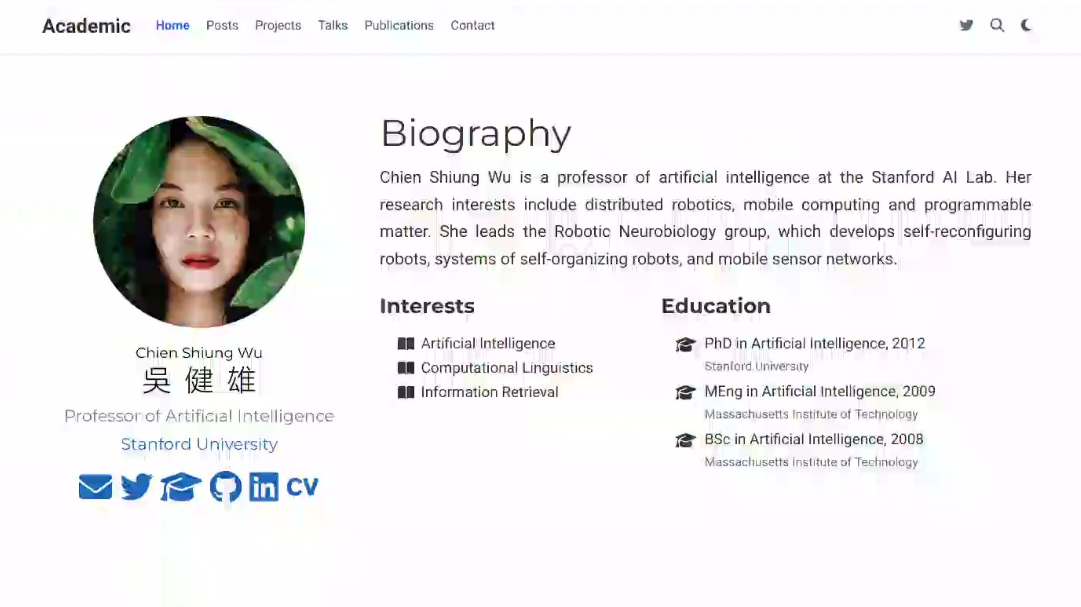 Academic Home Posts Projects Talks Publications Contact
Biography
Chien Shiung Wu is a professor of artificial intelligence at the Stanford AI Lab. Her
research interests include distributed robotics, mobile computing and programmable
matter. She leads the Robotic Neurobiology group, which develops self-reconfiguring
robots, systems of self-organizing robots, and mobile sensor networks.
Chien Shiung Wu
吳健雄
Professor of Artificial Intelligence
Stanford University
CV
Interests
Artificial Intelligence
Computational Linguistics
Information Retrieval
Education
PhD in Artificial Intelligence, 2012
Stanford University
MEng in Artificial Intelligence, 2009
Massachusetts Institute of Technology
BSc in Artificial Intelligence, 2008
Massachusetts Institute of Technology